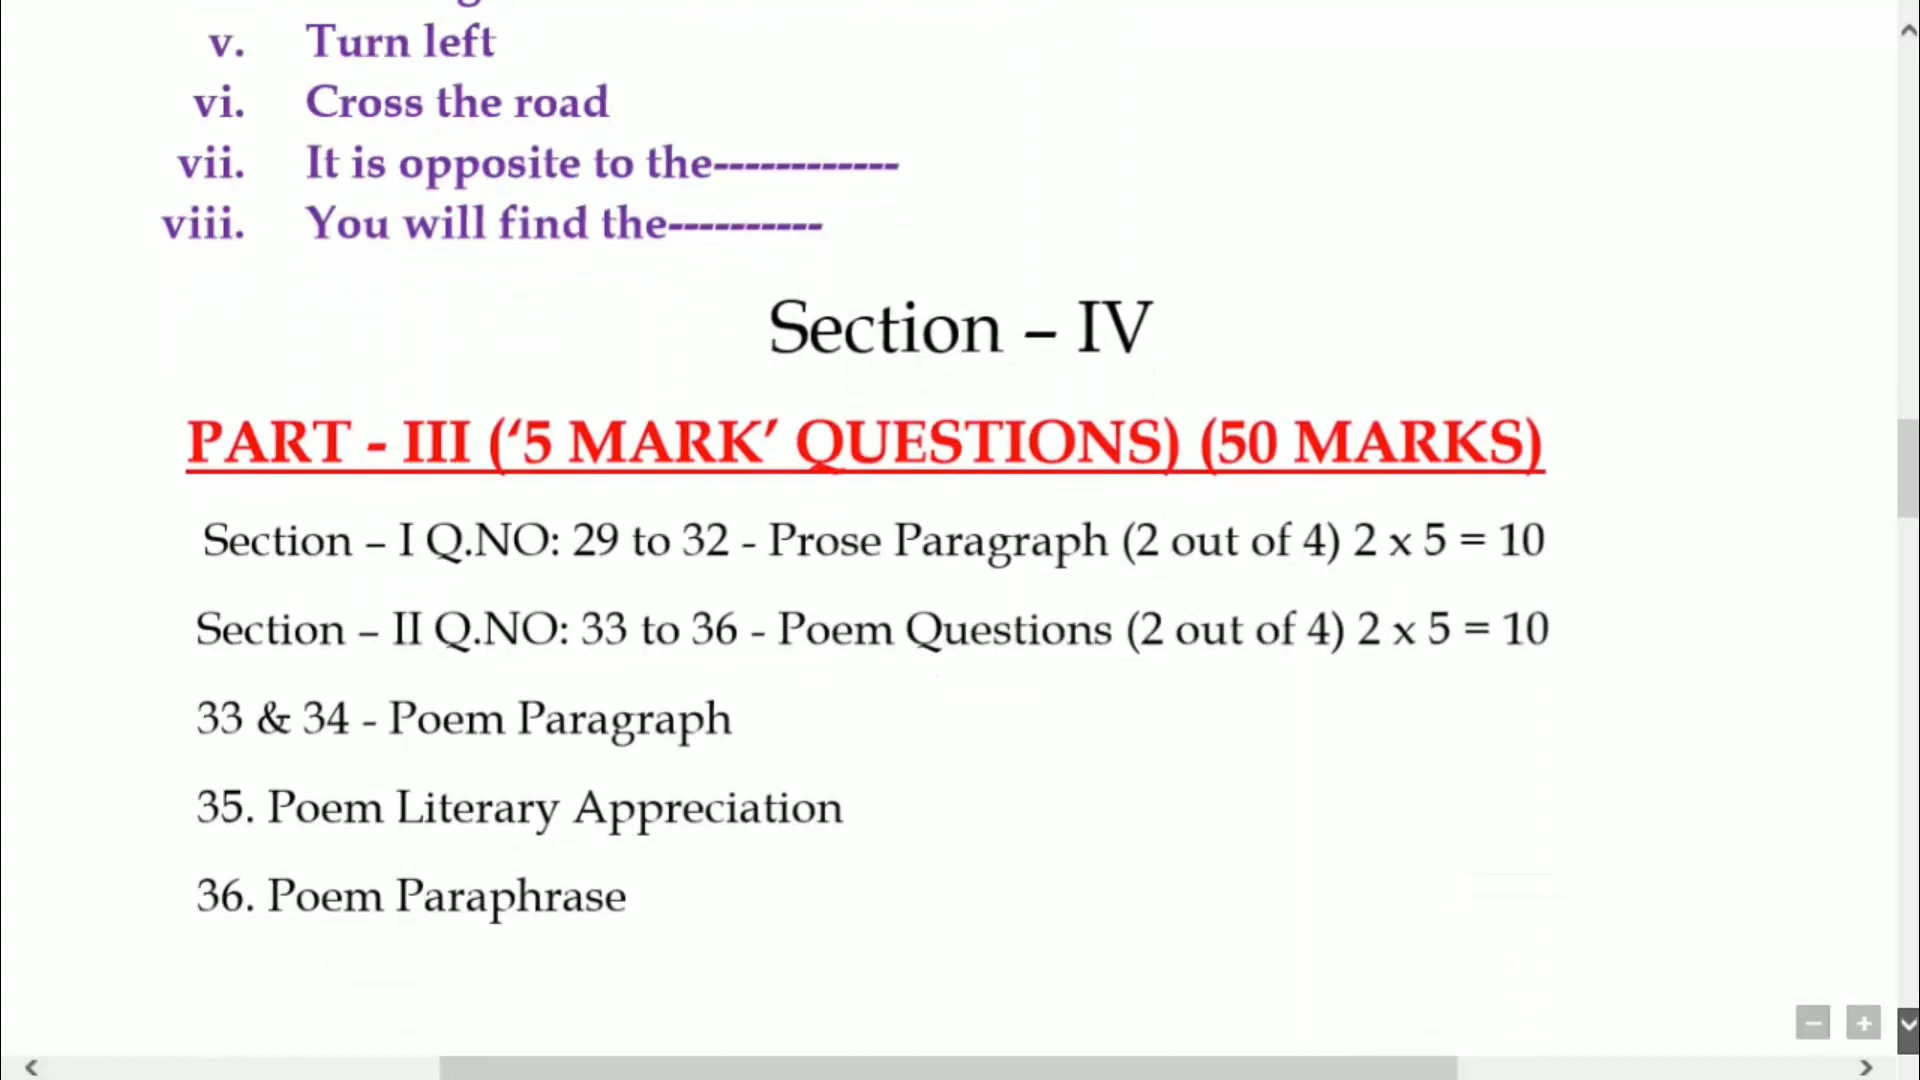 v. Turn left
vi. Cross the road
vii. It is opposite to the------------
viii. You will find the----------
Section – IV
PART - III (‘5 MARK’ QUESTIONS) (50 MARKS)
Section – I Q.NO: 29 to 32 - Prose Paragraph (2 out of 4) 2 x 5 = 10
Section – II Q.NO: 33 to 36 - Poem Questions (2 out of 4) 2 x 5 = 10
33 & 34 - Poem Paragraph
35. Poem Literary Appreciation
36. Poem Paraphrase